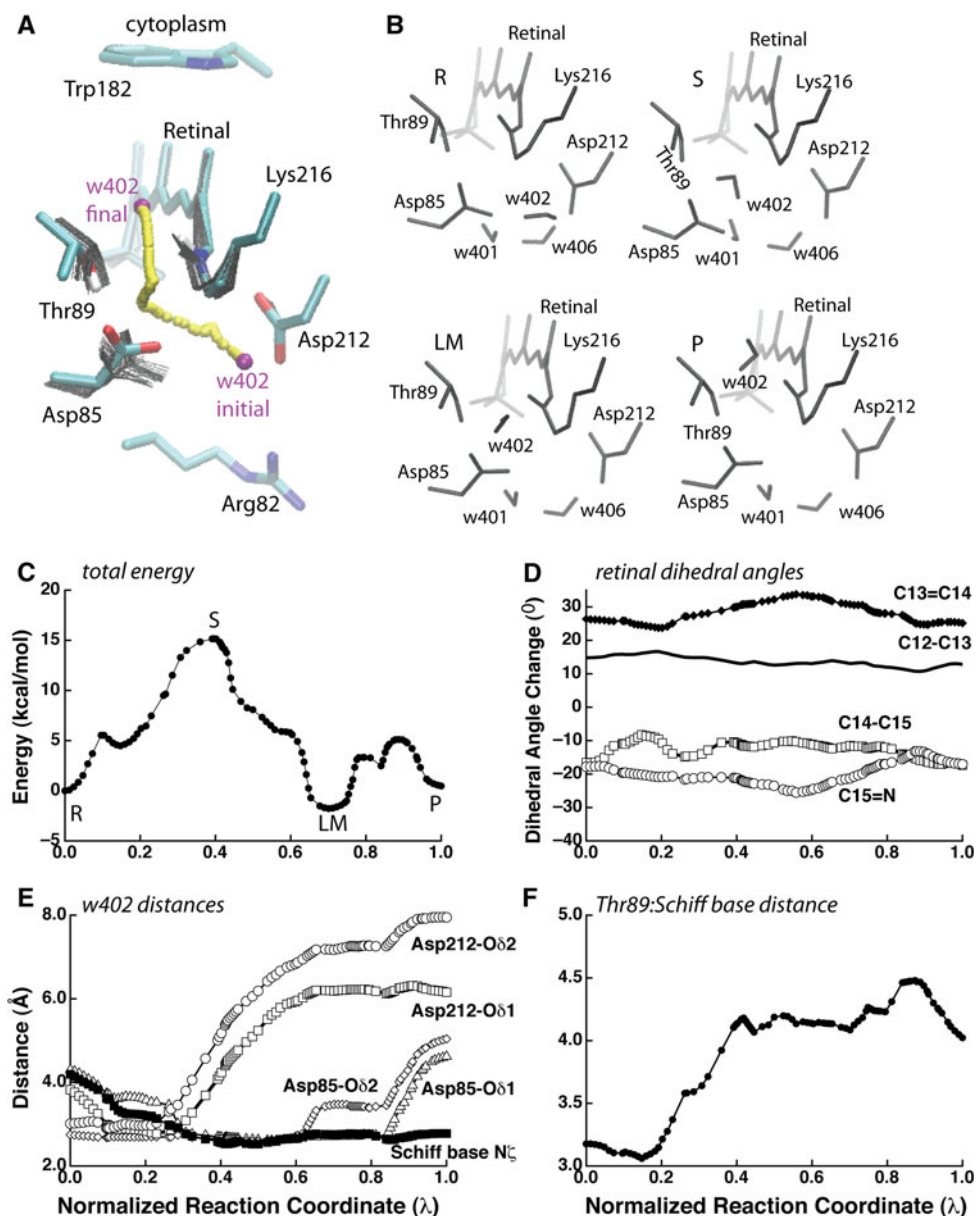 A
cytoplasm
Trp182
Retinal
Lys216
w402
final
Thr89
Asp212
w402
initial
Asp85
Arg82
B
Retinal
R
Lys216
Thr89
Asp212
Asp85
w402
w401
w406
Retinal
S
Lys216
Thr89
Asp212
w402
Asp85
w401
w406
Retinal
LM
Lys216
Thr89
Asp212
w402
Asp85
w401
w406
Retinal
P
Lys216
w402
Asp212
Thr89
Asp85
w401
w406
C
total energy
Energy (kcal/mol)
20
15
10
5
0
−5
R
S
LM
P
0.0 0.2 0.4 0.6 0.8 1.0
D
retinal dihedral angles
Dihedral Angle Change (⁰)
30
20
10
0
−10
−20
−30
−40
C13=C14
C12-C13
C14-C15
C15=N
0.0 0.2 0.4 0.6 0.8 1.0
E
w402 distances
Distance (Å)
8.0
6.0
4.0
2.0
Asp212-Oδ2
Asp212-Oδ1
Asp85-Oδ2
Asp85-Oδ1
Schiff base Nζ
0.0 0.2 0.4 0.6 0.8 1.0
Normalized Reaction Coordinate (λ)
F
Thr89:Schiff base distance
5.0
4.5
4.0
3.5
3.0
0.0 0.2 0.4 0.6 0.8 1.0
Normalized Reaction Coordinate (λ)